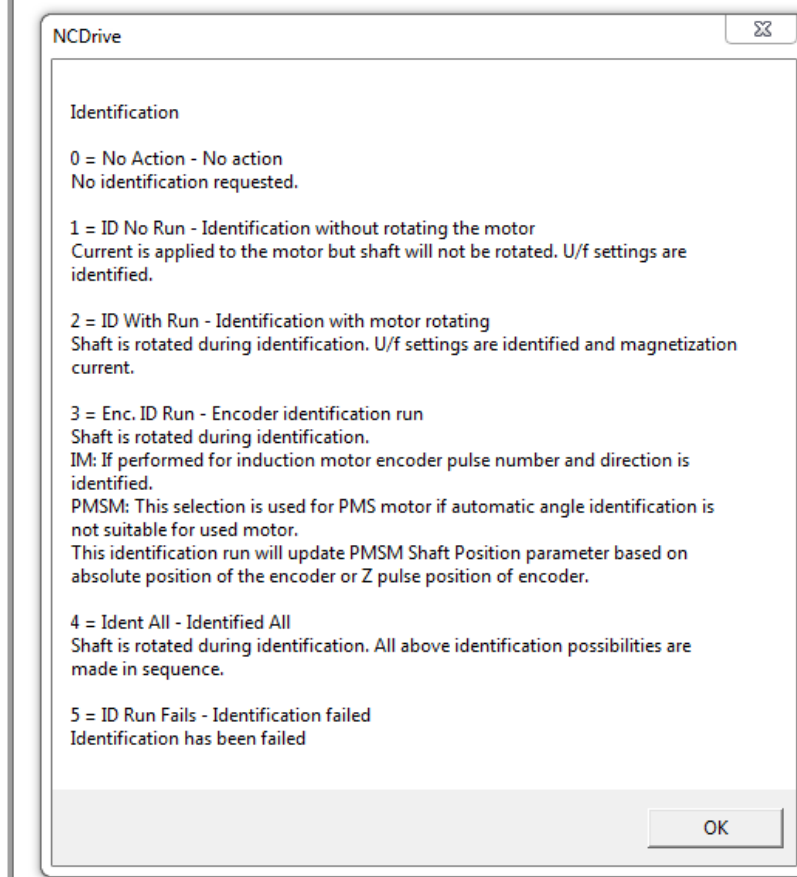 NCDrive
Identification
0 = No Action - No action
No identification requested.
1 = ID No Run - Identification without rotating the motor
Current is applied to the motor but shaft will not be rotated. U/f settings are
identified.
2 = ID With Run - Identification with motor rotating
Shaft is rotated during identification. U/f settings are identified and magnetization
current.
3 = Enc. ID Run - Encoder identification run
Shaft is rotated during identification.
IM: If performed for induction motor encoder pulse number and direction is
identified.
PMSM: This selection is used for PMS motor if automatic angle identification is
not suitable for used motor.
This identification run will update PMSM Shaft Position parameter based on
absolute position of the encoder or Z pulse position of encoder.
4 = Ident All - Identified All
Shaft is rotated during identification. All above identification possibilities are
made in sequence.
5 = ID Run Fails - Identification failed
Identification has been failed
OK